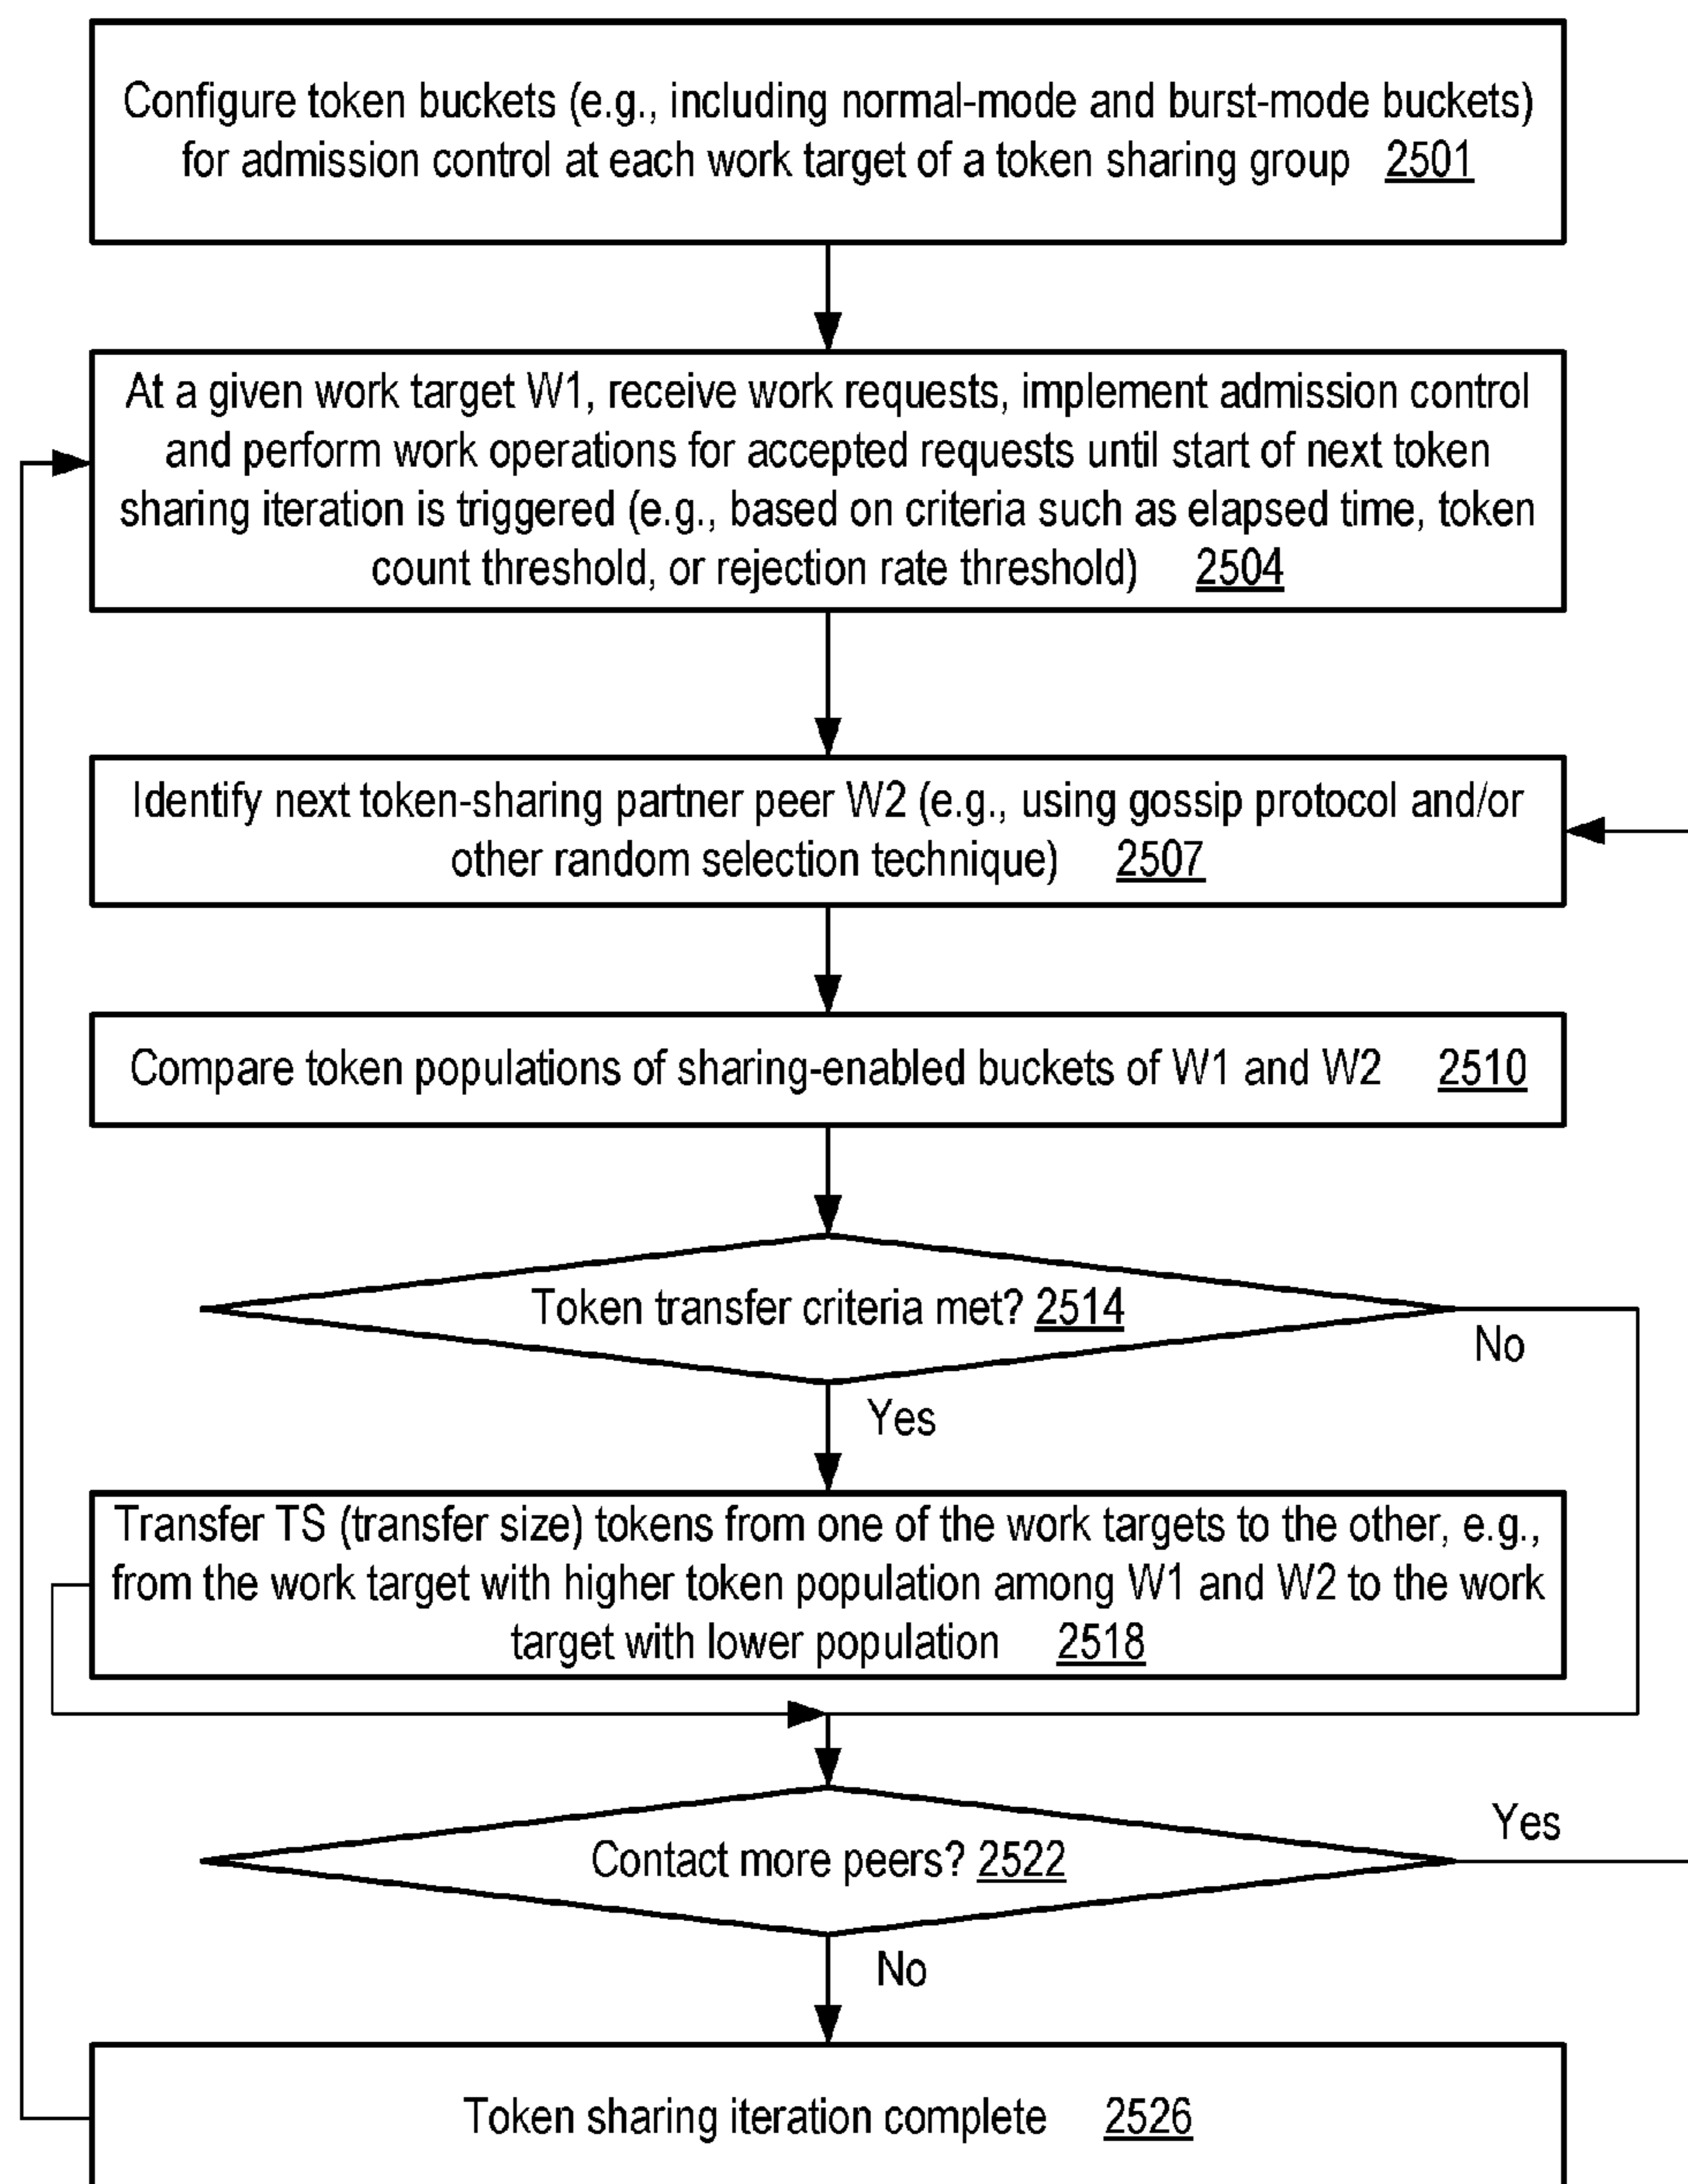 Configure token buckets (e.g., including normal-mode and burst-mode buckets)
for admission control at each work target of a token sharing group 2501
At a given work target W1, receive work requests, implement admission control
and perform work operations for accepted requests until start of next token
sharing iteration is triggered (e.g., based on criteria such as elapsed time, token
count threshold, or rejection rate threshold) 2504
Identify next token-sharing partner peer W2 (e.g., using gossip protocol and/or
other random selection technique) 2507
Compare token populations of sharing-enabled buckets of W1 and W2 2510
Token transfer criteria met? 2514
No
Yes
Transfer TS (transfer size) tokens from one of the work targets to the other, e.g.,
from the work target with higher token population among W1 and W2 to the work
target with lower population 2518
Yes
Contact more peers? 2522
No
Token sharing iteration complete 2526